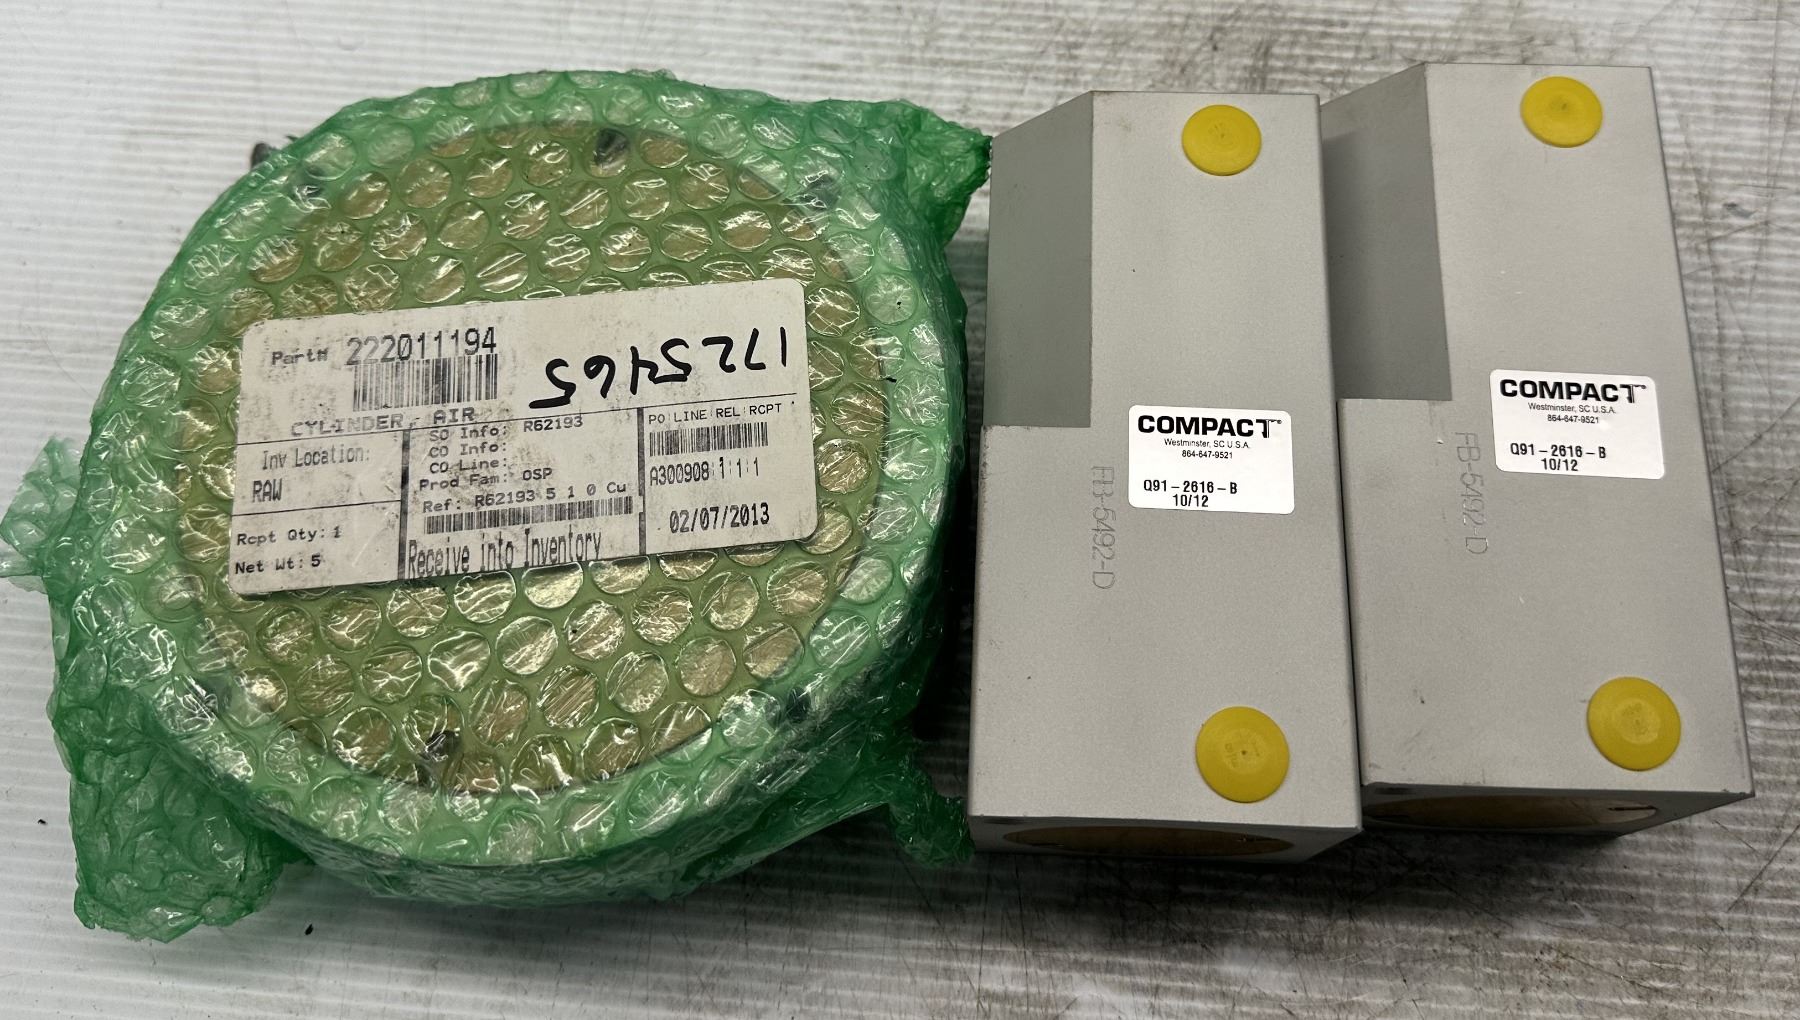 Part# 222011194
1725465
CYLINDER, AIR
Inv Location:
RAW
Rcpt Qty: 1
Net Wt: 5
SO Info: R62193
CO Info:
CO Line:
Prod Fam: OSP
Ref: R62193 5 1 0 Cu
Receive into Inventory
PO LINE REL RCPT
A300908 1 1 1
02/07/2013
COMPACT
Westminster, SC U.S.A.
864-647-9521
Q91-2616-B
10/12
FB-5492-D
COMPACT
Westminster, SC U.S.A.
864-647-9521
Q91-2616-B
10/12
FB-5492-D